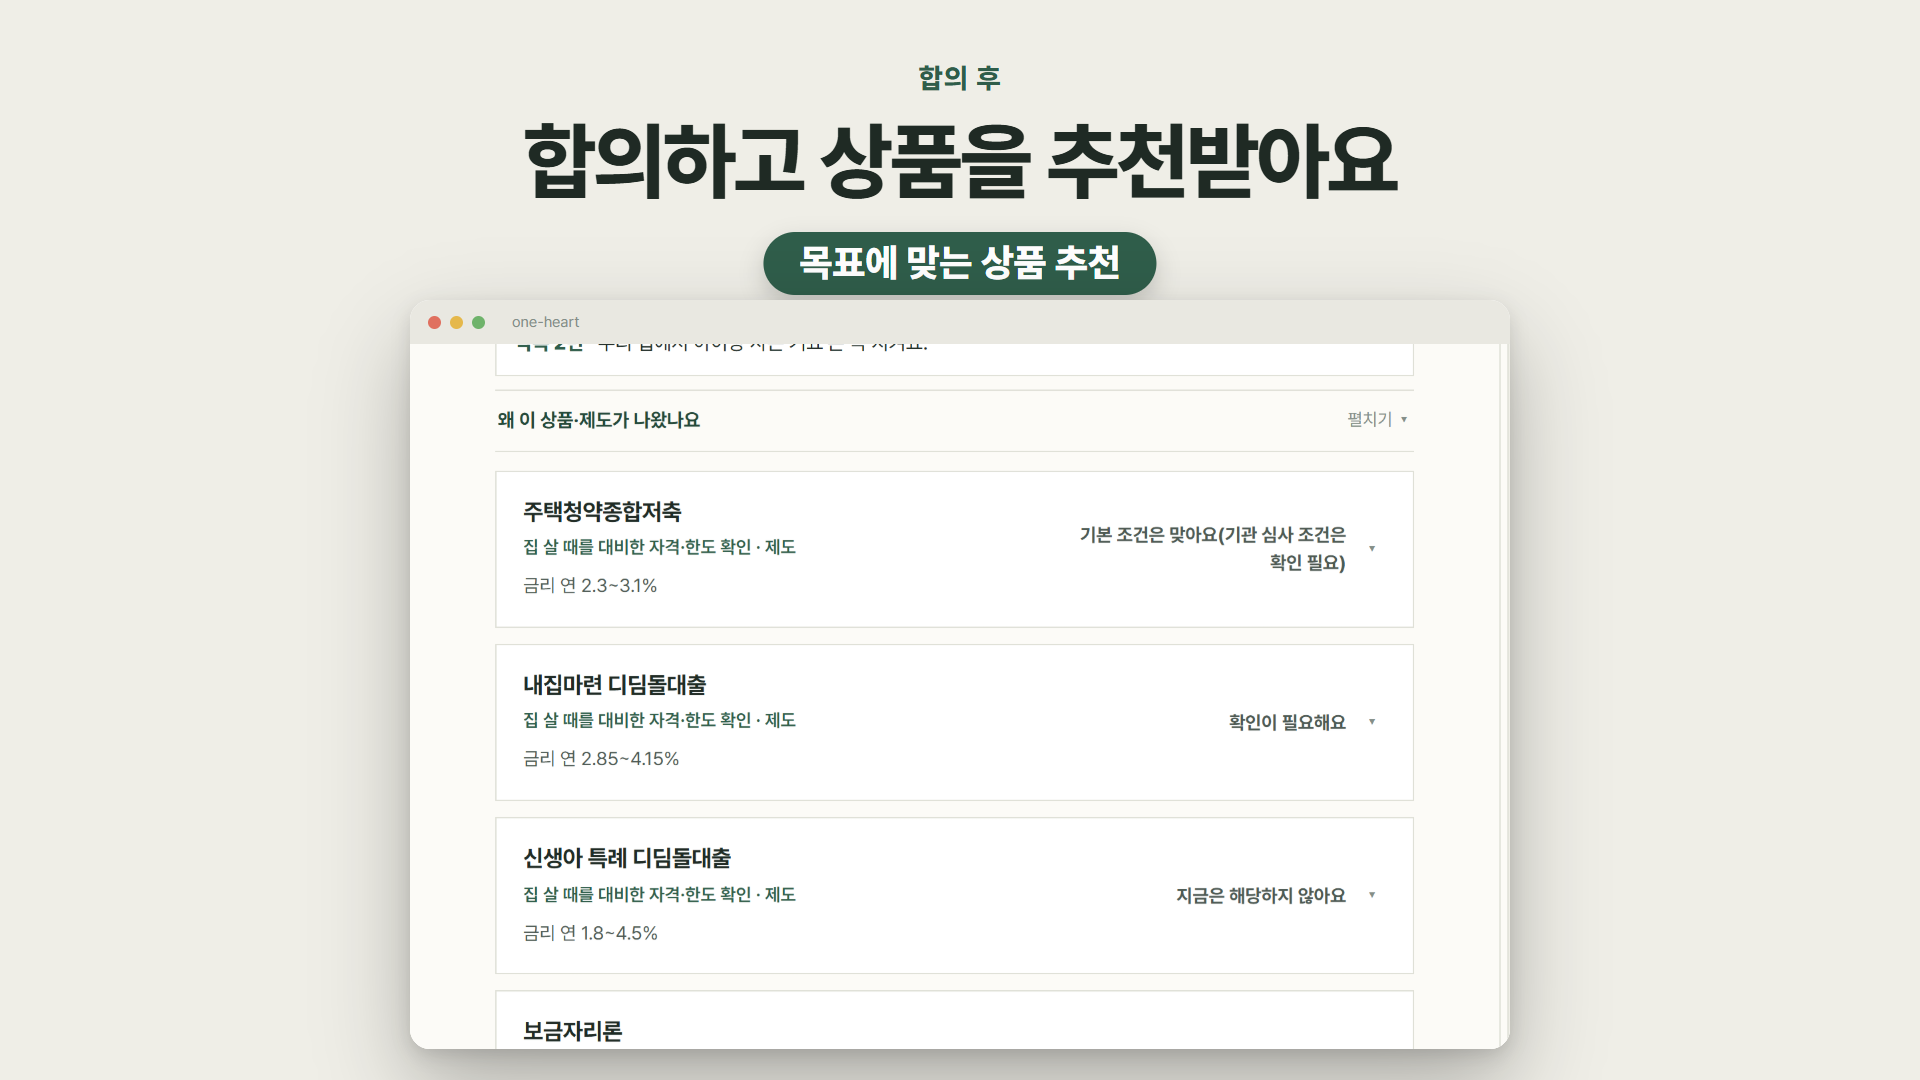 합의 후
합의하고 상품을 추천받아요
목표에 맞는 상품 추천
one-heart
왜 이 상품·제도가 나왔나요
펼치기 ▾
주택청약종합저축
집 살 때를 대비한 자격·한도 확인 · 제도
금리 연 2.3~3.1%
기본 조건은 맞아요(기관 심사 조건은
확인 필요)
내집마련 디딤돌대출
집 살 때를 대비한 자격·한도 확인 · 제도
금리 연 2.85~4.15%
확인이 필요해요
신생아 특례 디딤돌대출
집 살 때를 대비한 자격·한도 확인 · 제도
금리 연 1.8~4.5%
지금은 해당하지 않아요
보금자리론